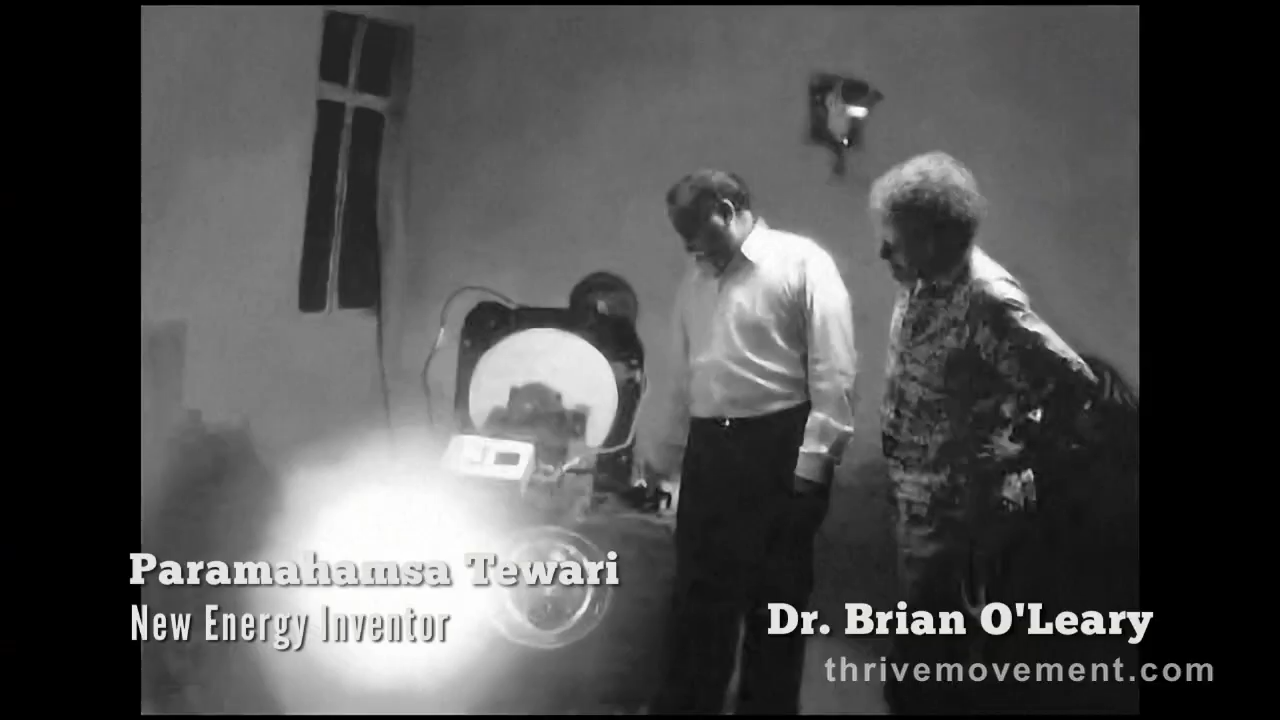 Paramahamsa Tewari
New Energy Inventor
Dr. Brian O'Leary
thrivemovement.com